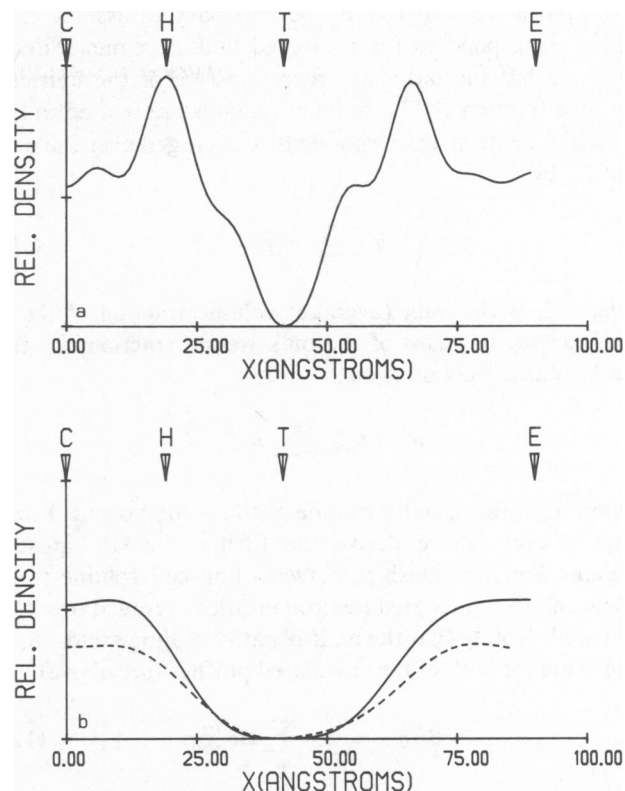 C H T E
REL. DENSITY
a
0.00 25.00 50.00 75.00 100.00
X(ANGSTROMS)
C H T E
REL. DENSITY
b
0.00 25.00 50.00 75.00 100.00
X(ANGSTROMS)